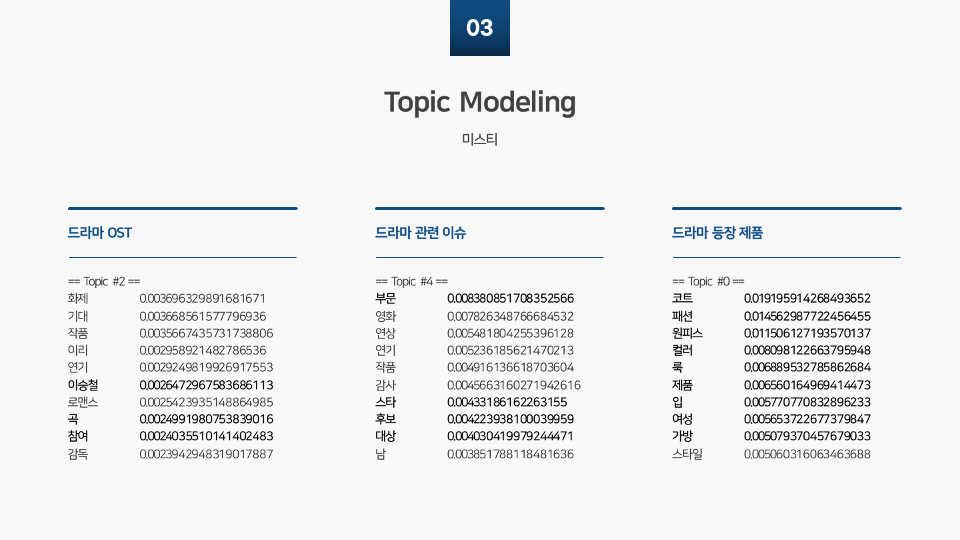 03
Topic Modeling
미스티
드라마 OST
== Topic #2 ==
화제 0.003696329891681671
기대 0.003668561577796936
작품 0.0035667435731738806
이리 0.002958921482786536
연기 0.0029249819926917553
이승철 0.0026472967583686113
로맨스 0.0025423935148864985
곡 0.0024991980753839016
참여 0.0024035510141402483
감독 0.0023942948319017887
드라마 관련 이슈
== Topic #4 ==
부문 0.008380851708352566
영화 0.007826348766684532
연상 0.005481804255396128
연기 0.005236185621470213
작품 0.004916136618703604
감사 0.0045663160271942616
스타 0.00433186162263155
후보 0.004223938100039959
대상 0.004030419979244471
남 0.003851788118481636
드라마 등장 제품
== Topic #0 ==
코트 0.019195914268493652
패션 0.014562987722456455
원피스 0.011506127193570137
컬러 0.008098122663795948
룩 0.006889532785862684
제품 0.006560164969414473
입 0.005770770832896233
여성 0.005653722677379847
가방 0.005079370457679033
스타일 0.005060316063463688